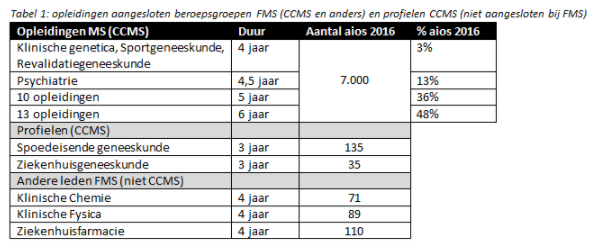 Tabel 1: opleidingen aangesloten beroepsgroepen FMS (CCMS en anders) en profielen CCMS (niet aangesloten bij FMS)
Opleidingen MS (CCMS) Duur Aantal aios 2016 % aios 2016
Klinische genetica, Sportgeneeskunde, 4 jaar 3%
Revalidatiegeneeskunde
Psychiatrie 4,5 jaar 7.000 13%
10 opleidingen 5 jaar 36%
13 opleidingen 6 jaar 48%
Profielen (CCMS)
Spoedeisende geneeskunde 3 jaar 135
Ziekenhuisgeneeskunde 3 jaar 35
Andere leden FMS (niet CCMS)
Klinische Chemie 4 jaar 71
Klinische Fysica 4 jaar 89
Ziekenhuisfarmacie 4 jaar 110